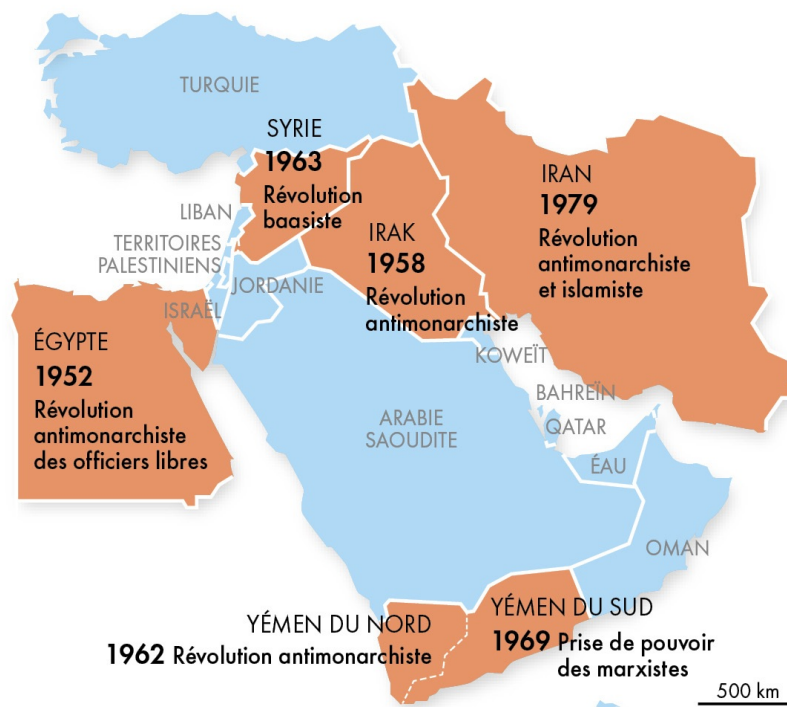 TURQUIE
SYRIE
1963
Révolution
baasiste
LIBAN
TERRITOIRES
PALESTINIENS
ISRAËL
JORDANIE
IRAK
1958
Révolution
antimonarchiste
IRAN
1979
Révolution
antimonarchiste
et islamiste
ÉGYPTE
1952
Révolution
antimonarchiste
des officiers libres
KOWEÏT
BAHREÏN
QATAR
ARABIE
SAOUDITE
ÉAU
OMAN
YÉMEN DU NORD
1962 Révolution antimonarchiste
YÉMEN DU SUD
1969 Prise de pouvoir
des marxistes
500 km